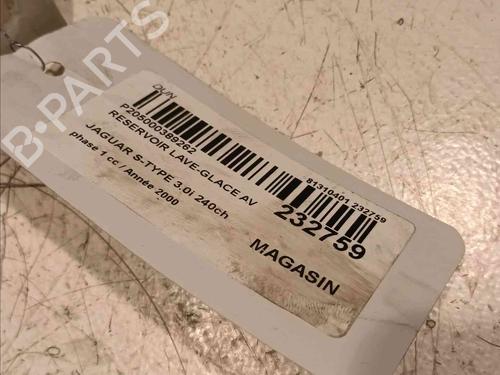 B-PARTS
QUIN
P205000389262
RESERVOIR LAVE-GLACE AV
JAGUAR S-TYPE 3.0i 240ch
phase 1 cc / Année 2000
81310401 232759
232759
MAGASIN